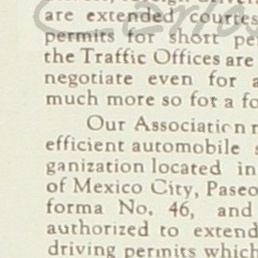 are extended courtes
permits for short pe
the Traffic Offices are
negotiate even for a
much more so for a fo
Our Association r
efficient automobile s
ganization located in
of Mexico City, Paseo
forma No. 46, and
authorized to extend
driving permits which